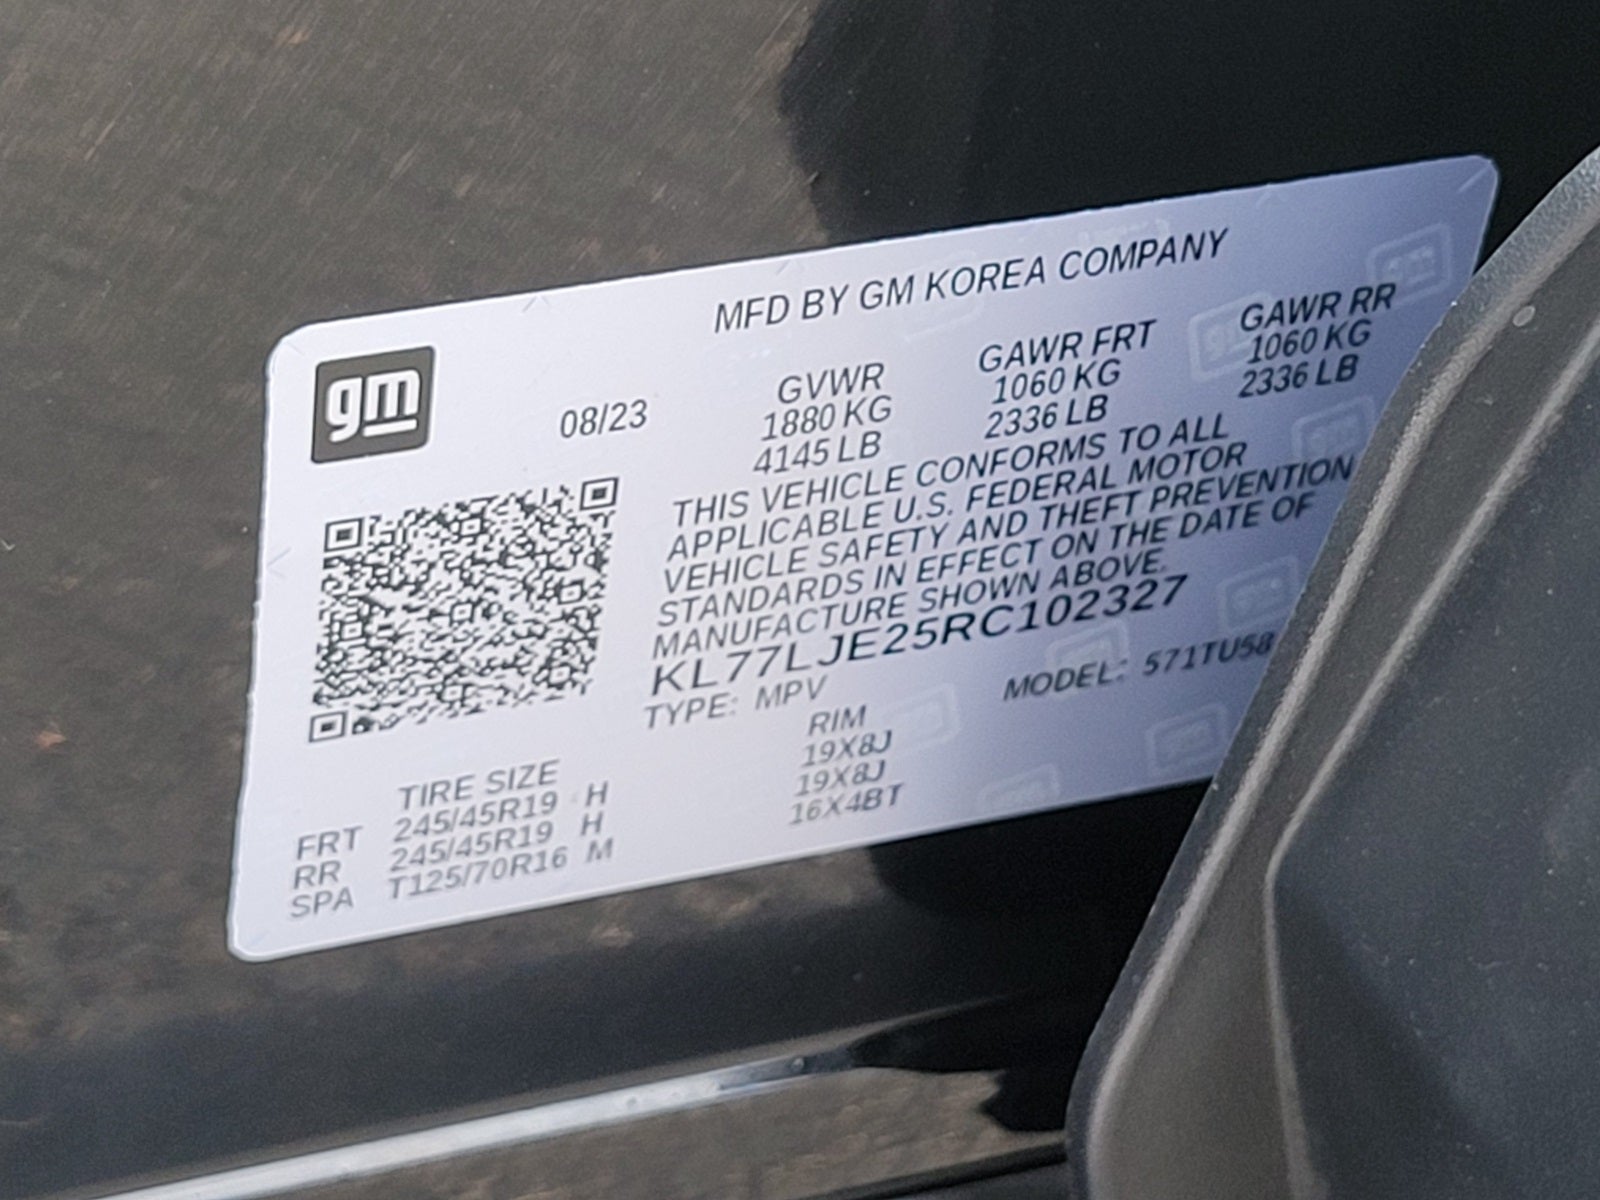 gm
MFD BY GM KOREA COMPANY
08/23
GVWR GAWR FRT GAWR RR
1880 KG 1060 KG 1060 KG
4145 LB 2336 LB 2336 LB
THIS VEHICLE CONFORMS TO ALL
APPLICABLE U.S. FEDERAL MOTOR
VEHICLE SAFETY AND THEFT PREVENTION
STANDARDS IN EFFECT ON THE DATE OF
MANUFACTURE SHOWN ABOVE.
KL77LJE25RC102327
TYPE: MPV MODEL: 571TU58
TIRE SIZE RIM
FRT 245/45R19 H 19X8J
RR 245/45R19 H 19X8J
SPA T125/70R16 M 16X4BT